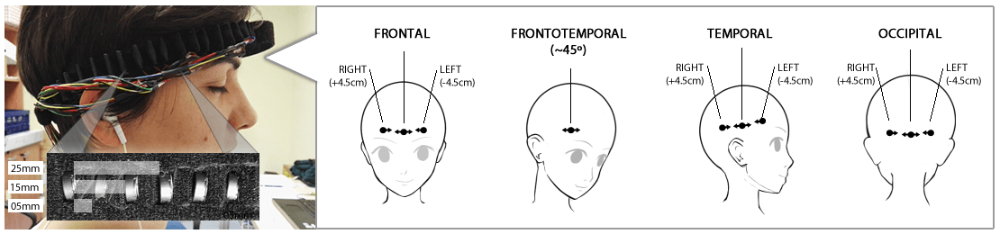 25mm
15mm
05mm
FRONTAL
RIGHT
(+4.5cm)
LEFT
(-4.5cm)
FRONTOTEMPORAL
(~45º)
TEMPORAL
RIGHT
(+4.5cm)
LEFT
(-4.5cm)
OCCIPITAL
RIGHT
(+4.5cm)
LEFT
(-4.5cm)